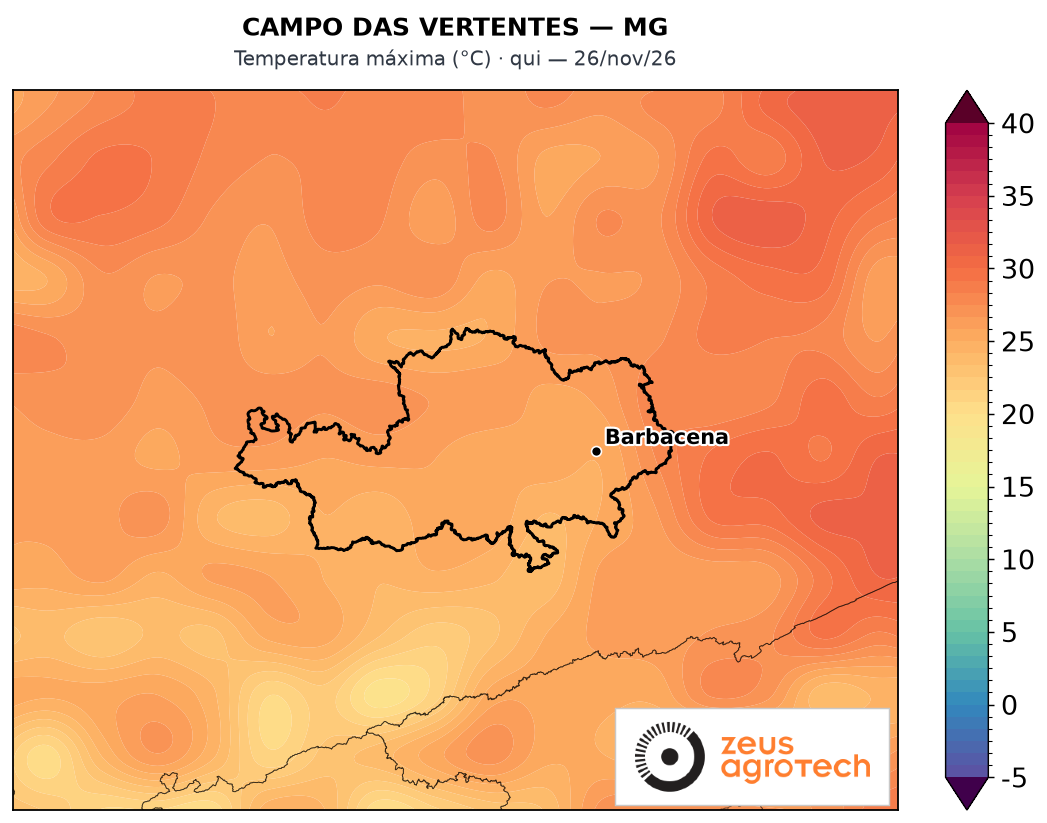 CAMPO DAS VERTENTES — MG
Temperatura máxima (°C) · qui — 26/nov/26
40
35
30
25
20
15
10
5
0
-5
Barbacena
zeus
agrotech